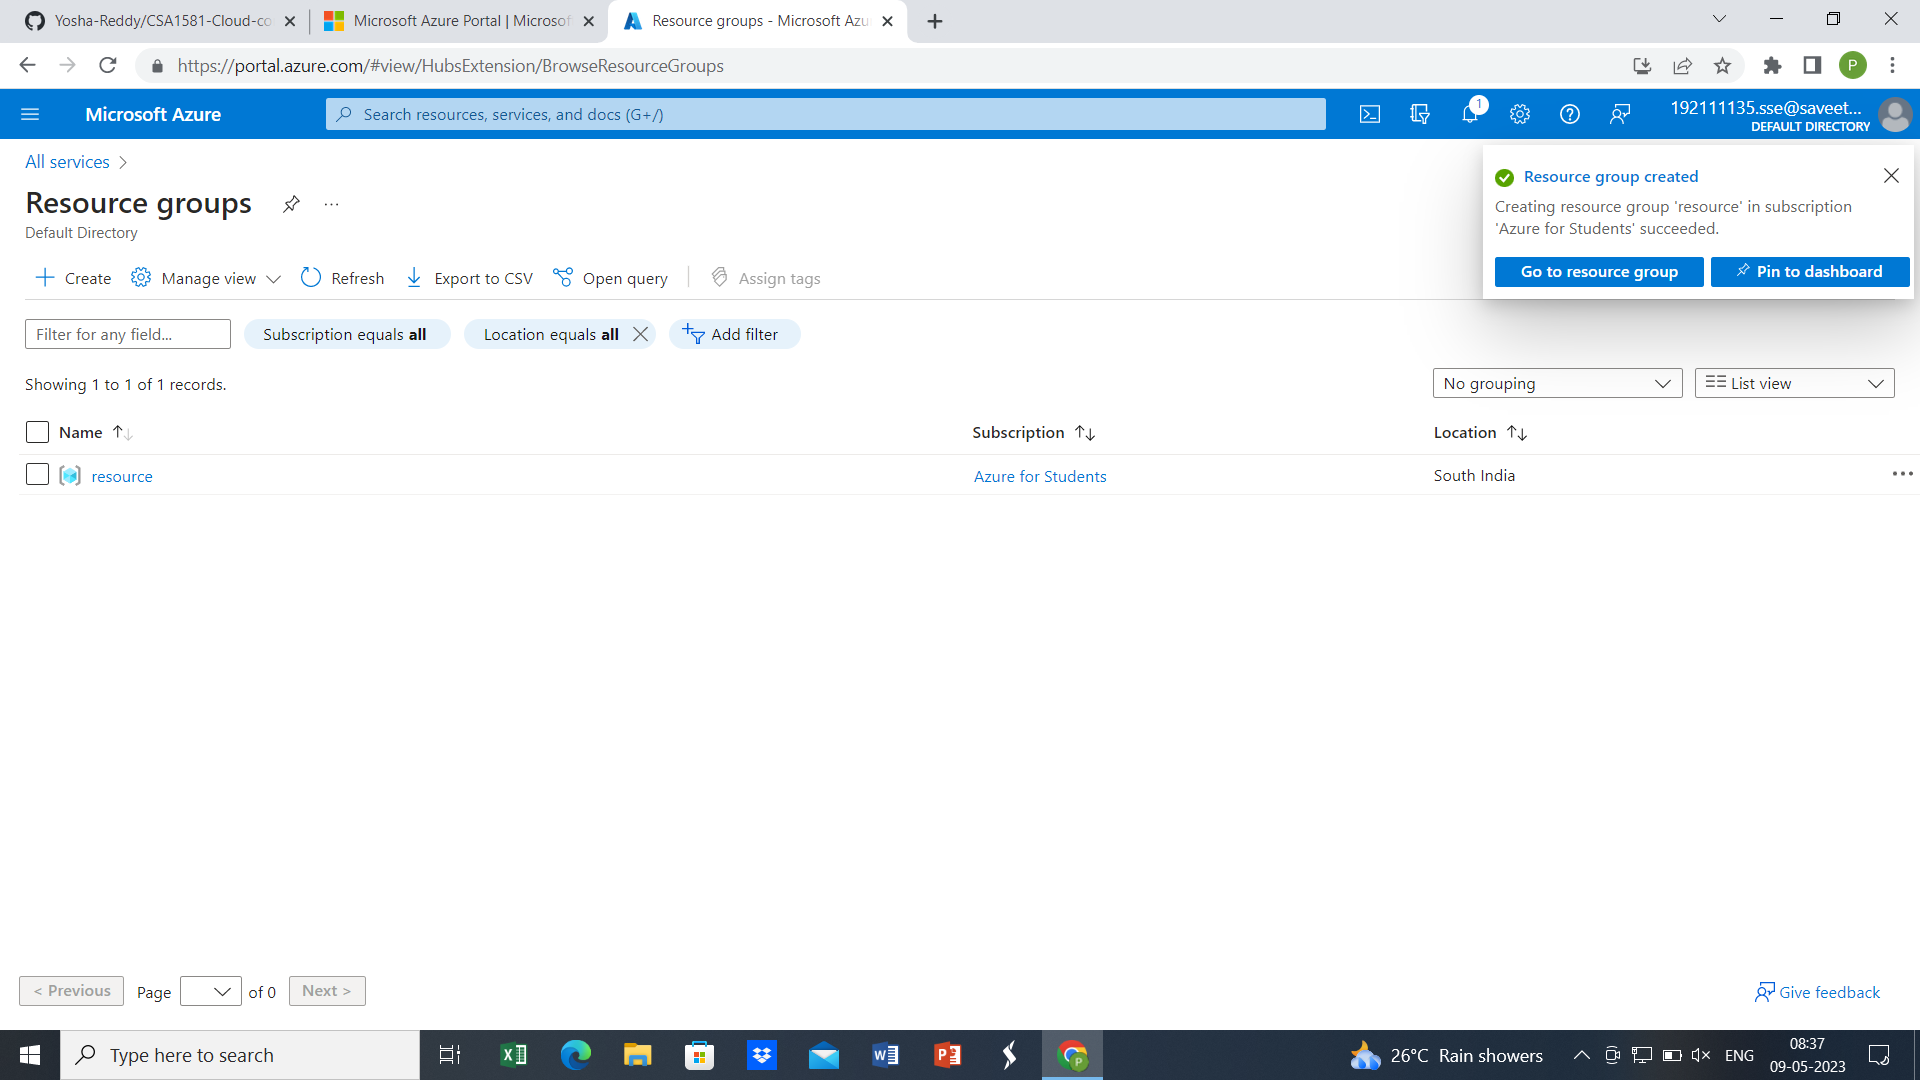 Yosha-Reddy/CSA1581-Cloud-co
Microsoft Azure Portal | Microsof
Resource groups - Microsoft Azu
https://portal.azure.com/#view/HubsExtension/BrowseResourceGroups
P
Microsoft Azure
Search resources, services, and docs (G+/)
1
192111135.sse@saveet...
DEFAULT DIRECTORY
All services
Resource groups
Default Directory
Resource group created
Creating resource group 'resource' in subscription
'Azure for Students' succeeded.
Go to resource group
Pin to dashboard
Create
Manage view
Refresh
Export to CSV
Open query
Assign tags
Filter for any field...
Subscription equals all
Location equals all
Add filter
Showing 1 to 1 of 1 records.
No grouping
List view
Name
Subscription
Location
resource
Azure for Students
South India
< Previous
Page
of 0
Next >
Give feedback
Type here to search
26°C Rain showers
ENG
08:37
09-05-2023